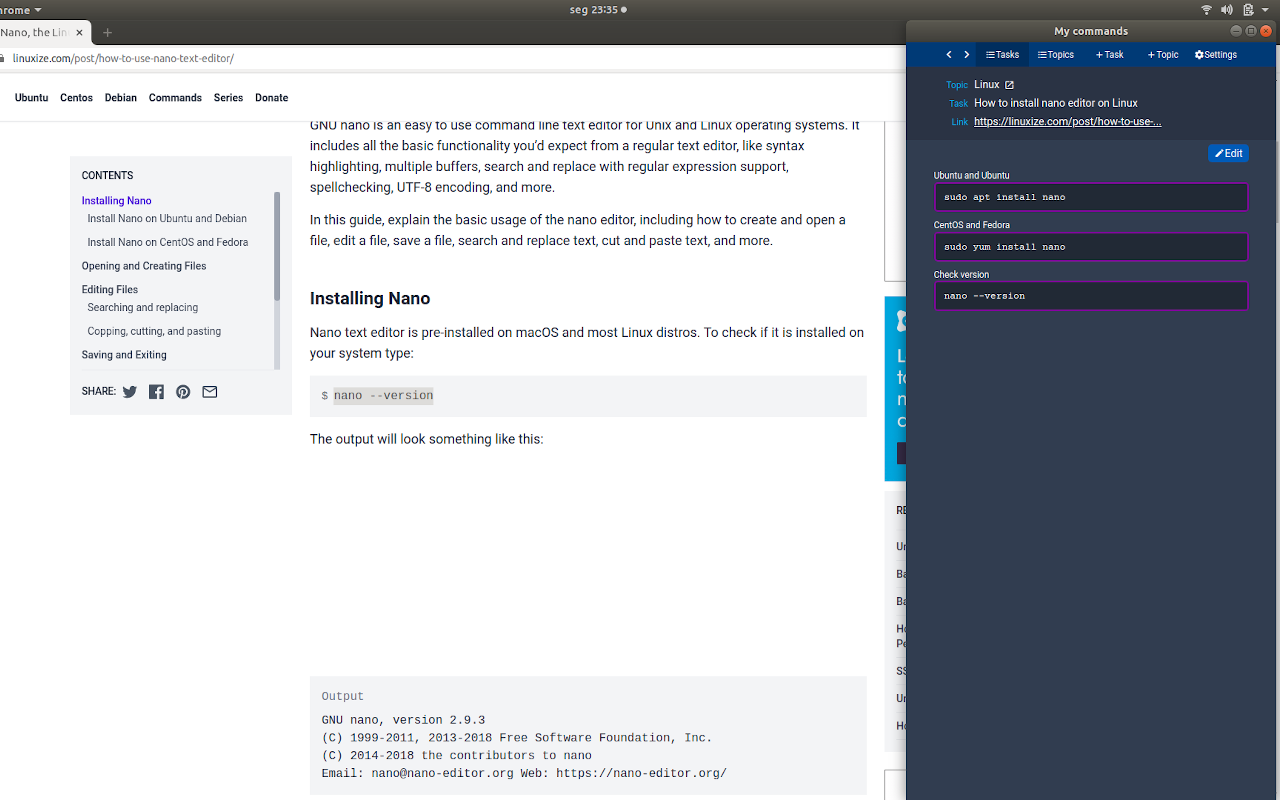 hrome
seg 23:35
Nano, the Lin
linuxize.com/post/how-to-use-nano-text-editor/
Ubuntu Centos Debian Commands Series Donate
CONTENTS
Installing Nano
Install Nano on Ubuntu and Debian
Install Nano on CentOS and Fedora
Opening and Creating Files
Editing Files
Searching and replacing
Copping, cutting, and pasting
Saving and Exiting
SHARE:
GNU nano is an easy to use command line text editor for Unix and Linux operating systems. It
includes all the basic functionality you'd expect from a regular text editor, like syntax
highlighting, multiple buffers, search and replace with regular expression support,
spellchecking, UTF-8 encoding, and more.
In this guide, explain the basic usage of the nano editor, including how to create and open a
file, edit a file, save a file, search and replace text, cut and paste text, and more.
Installing Nano
Nano text editor is pre-installed on macOS and most Linux distros. To check if it is installed on
your system type:
$ nano --version
The output will look something like this:
Output
GNU nano, version 2.9.3
(C) 1999-2011, 2013-2018 Free Software Foundation, Inc.
(C) 2014-2018 the contributors to nano
Email: nano@nano-editor.org Web: https://nano-editor.org/
My commands
Tasks Topics + Task + Topic Settings
Topic Linux
Task How to install nano editor on Linux
Link https://linuxize.com/post/how-to-use-...
Edit
Ubuntu and Ubuntu
sudo apt install nano
CentOS and Fedora
sudo yum install nano
Check version
nano --version